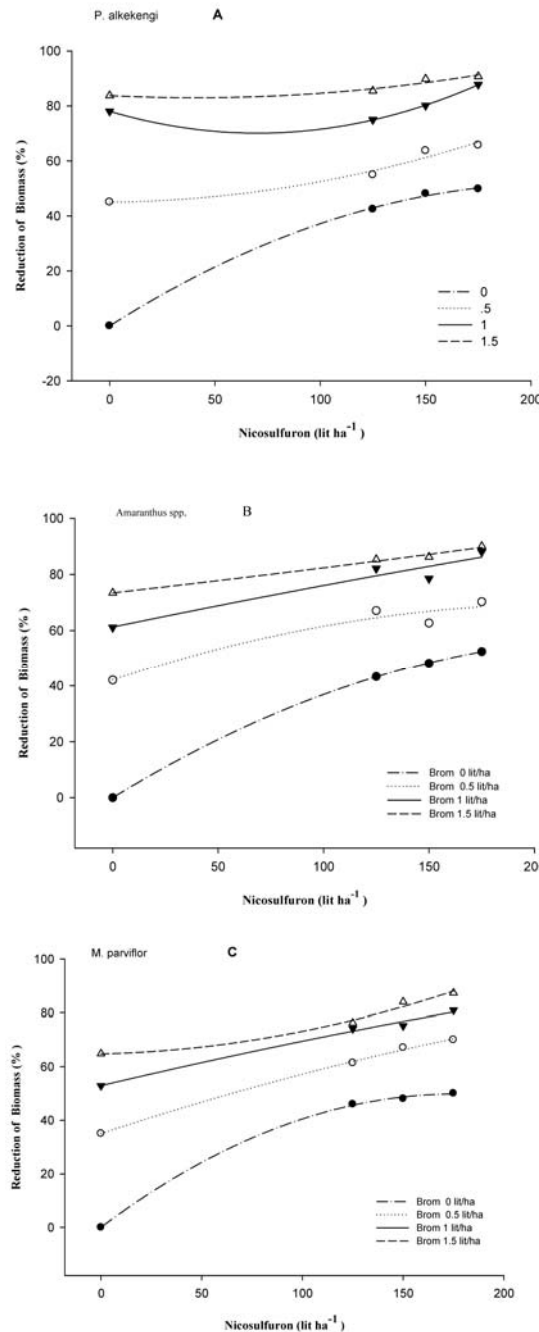 P. alkekengi A
Reduction of Biomass (%)
100
80
60
40
20
0
-20
0
.5
1
1.5
0 50 100 150 200
Nicosulfuron (lit ha⁻¹ )
Amaranthus spp. B
Reduction of Biomass (%)
100
80
60
40
20
0
Brom 0 lit/ha
Brom 0.5 lit/ha
Brom 1 lit/ha
Brom 1.5 lit/ha
0 50 100 150 20
Nicosulfuron (lit ha⁻¹ )
M. parviflor C
Reduction of Biomass (%)
100
80
60
40
20
0
Brom 0 lit/ha
Brom 0.5 lit/ha
Brom 1 lit/ha
Brom 1.5 lit/ha
0 50 100 150 200
Nicosulfuron (lit ha⁻¹ )